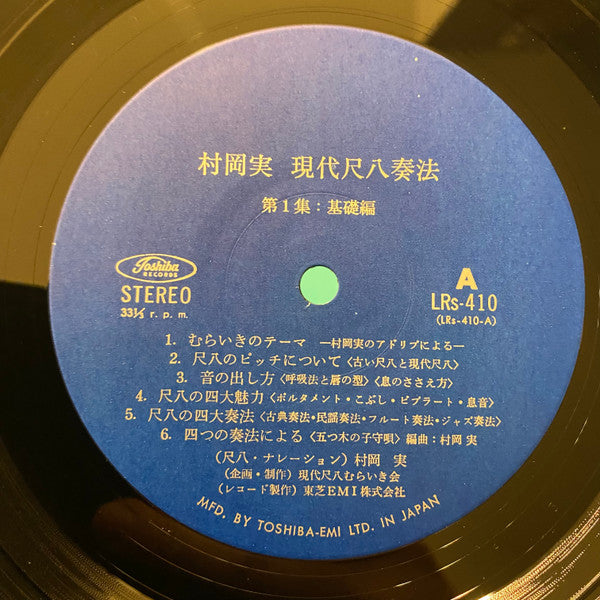 村岡実 現代尺八奏法
第1集：基礎編
Toshiba
RECORDS
STEREO
33⅓ r.p.m.
A
LRs-410
(LRs-410-A)
1. むらいきのテーマ —村岡実のアドリブによる—
2. 尺八のピッチについて〈古い尺八と現代尺八〉
3. 音の出し方〈呼吸法と唇の型〉〈息のささえ方〉
4. 尺八の四大魅力〈ポルタメント・こぶし・ビブラート・息音〉
5. 尺八の四大奏法〈古典奏法・民謡奏法・フルート奏法・ジャズ奏法〉
6. 四つの奏法による〈五つ木の子守唄〉編曲：村岡 実
（尺八・ナレーション）村岡 実
（企画・制作）現代尺八むらいき会
（レコード製作）東芝EMI株式会社
MFD. BY TOSHIBA-EMI LTD. IN JAPAN